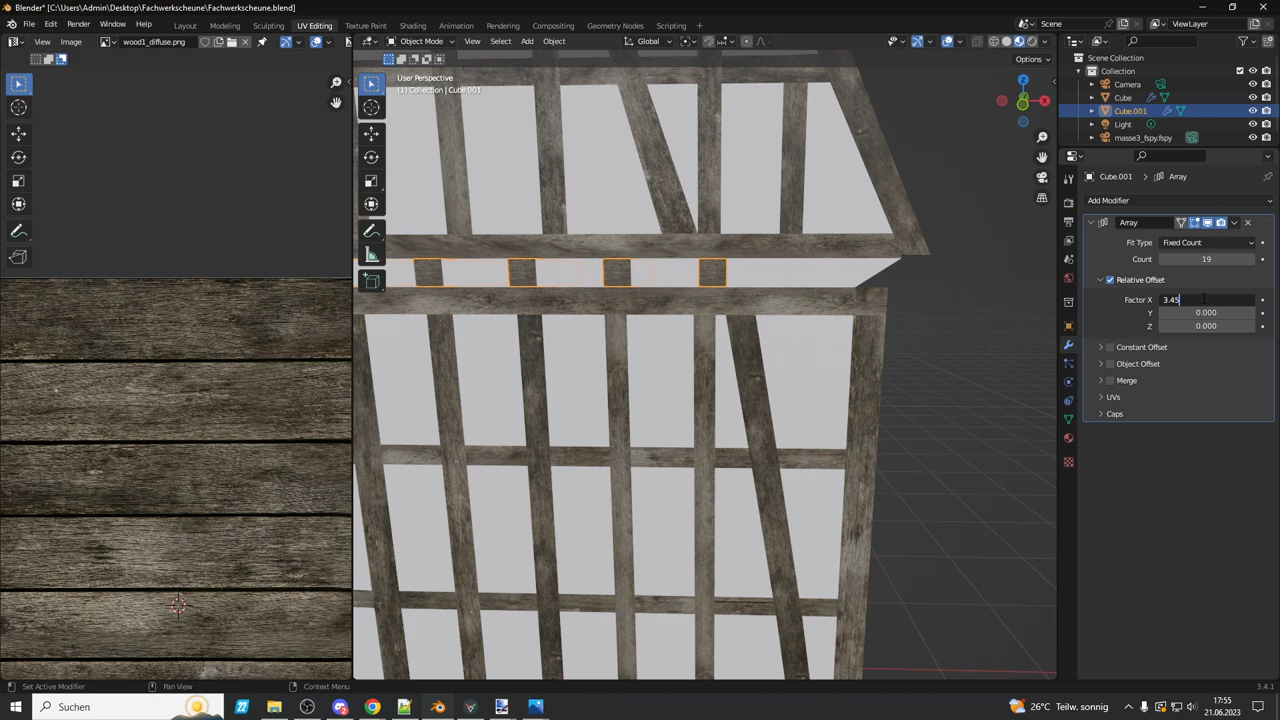 Blender* [C:\Users\Admin\Desktop\Fachwerkscheune\Fachwerkscheune.blend]
File Edit Render Window Help Layout Modeling Sculpting UV Editing Texture Paint Shading Animation Rendering Compositing Geometry Nodes Scripting Scene ViewLayer
View Image wood1_diffuse.png Object Mode View Select Add Object Global
Options
User Perspective
(1) Collection | Cube.001
Scene Collection
Collection
Camera
Cube
Cube.001
Light
masse3_fspy.fspy
Cube.001 Array
Add Modifier
Array
Fit Type Fixed Count
Count 19
Relative Offset
Factor X 3.45
Y 0.000
Z 0.000
Constant Offset
Object Offset
Merge
UVs
Caps
Set Active Modifier Pan View Context Menu 3.4.1
Suchen 26°C Teilw. sonnig 17:55
21.06.2023